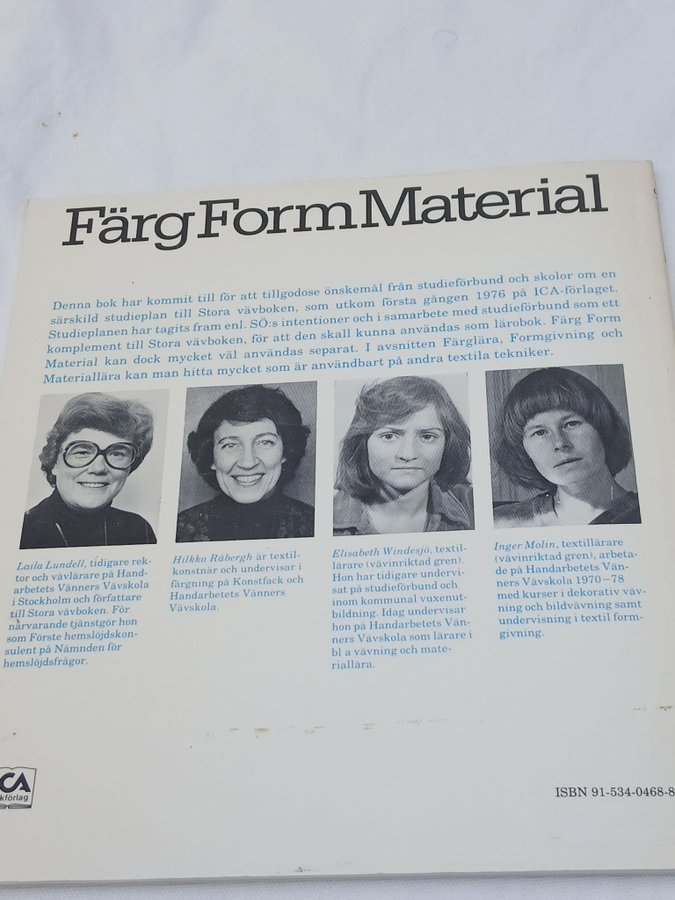 Färg Form Material
Denna bok har kommit till för att tillgodose önskemål från studieförbund och skolor om en
särskild studieplan till Stora vävboken, som utkom första gången 1976 på ICA-förlaget.
Studieplanen har tagits fram enl. SÖ:s intentioner och i samarbete med studieförbund som ett
komplement till Stora vävboken, för att den skall kunna användas som lärobok. Färg Form
Material kan dock mycket väl användas separat. I avsnitten Färglära, Formgivning och
Materiallära kan man hitta mycket som är användbart på andra textila tekniker.
Laila Lundell, tidigare rek-
tor och vävlärare på Hand-
arbetets Vänners Vävskola
i Stockholm och författare
till Stora vävboken. För
närvarande tjänstgör hon
som Förste hemslöjdskon-
sulent på Nämnden för
hemslöjdsfrågor.
Hilkka Råbergh är textil-
konstnär och undervisar i
färgning på Konstfack och
Handarbetets Vänners
Vävskola.
Elisabeth Windesjö, textil-
lärare (vävinriktad gren).
Hon har tidigare undervi-
sat på studieförbund och
inom kommunal vuxenut-
bildning. Idag undervisar
hon på Handarbetets Vän-
ners Vävskola som lärare i
bl a vävning och mate-
riallära.
Inger Molin, textillärare
(vävinriktad gren), arbeta-
de på Handarbetets Vän-
ners Vävskola 1970–78
med kurser i dekorativ väv-
ning och bildvävning samt
undervisning i textil form-
givning.
CA
kförlag
ISBN 91-534-0468-8